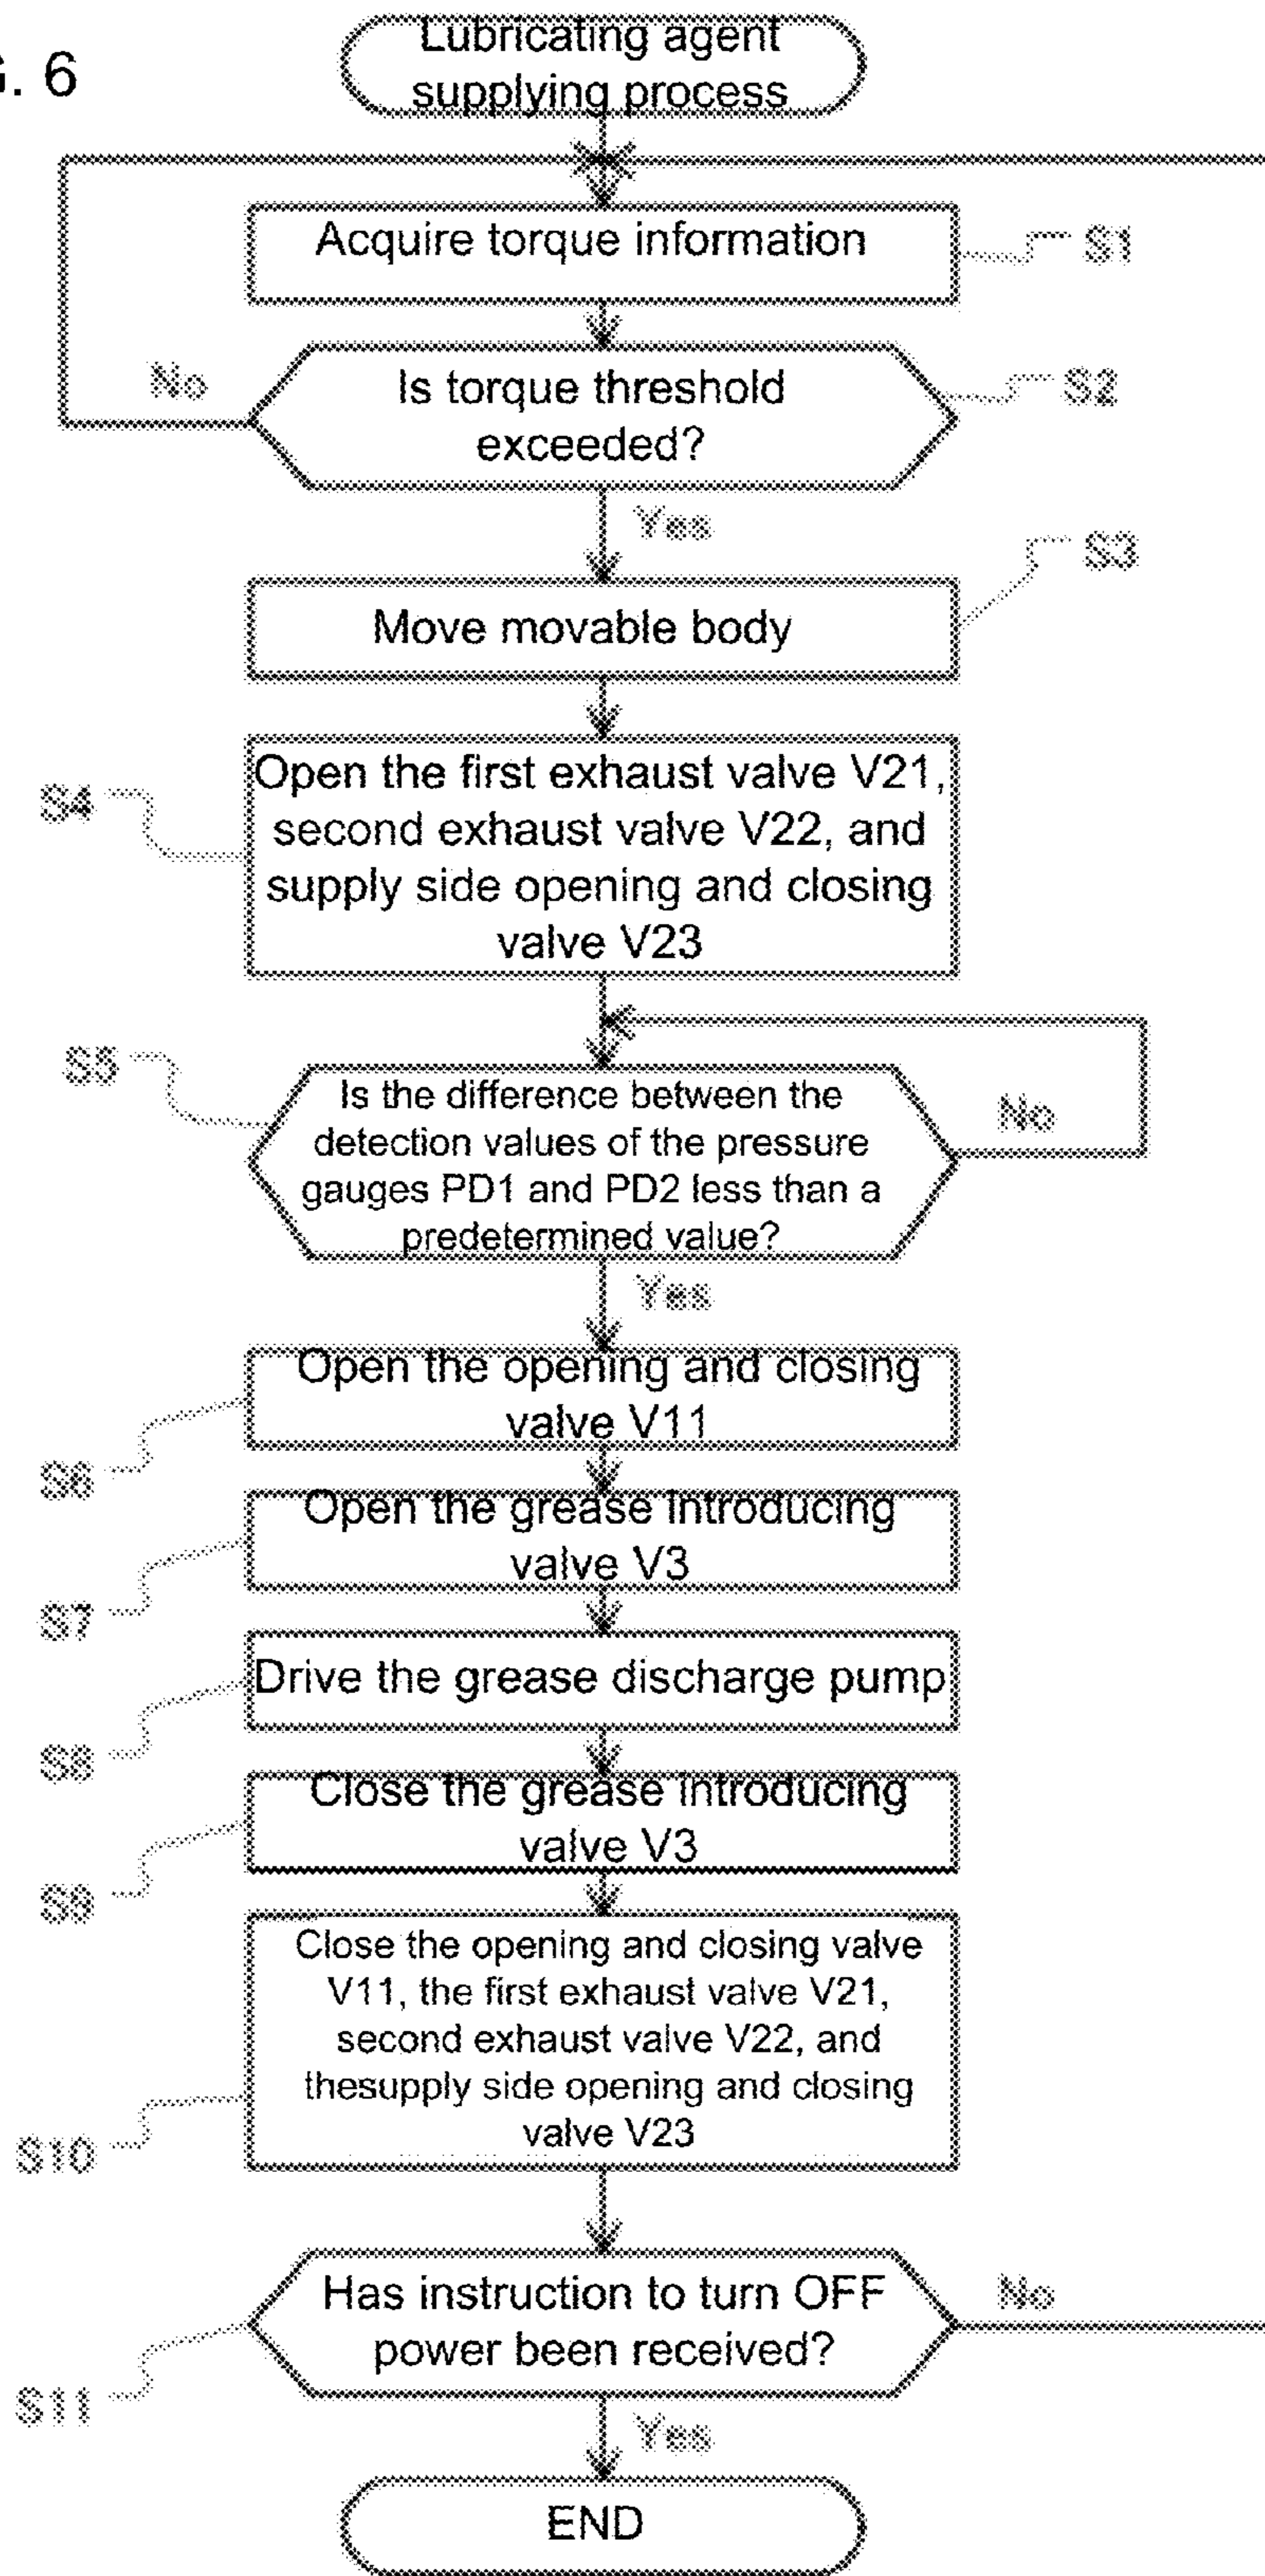 G. 6
Lubricating agent
supplying process
Acquire torque information
S1
No
Is torque threshold
exceeded?
S2
Yes
S3
Move movable body
S4
Open the first exhaust valve V21,
second exhaust valve V22, and
supply side opening and closing
valve V23
S5
Is the difference between the
detection values of the pressure
gauges PD1 and PD2 less than a
predetermined value?
No
Yes
Open the opening and closing
valve V11
S6
Open the grease introducing
valve V3
S7
Drive the grease discharge pump
S8
Close the grease introducing
valve V3
S9
Close the opening and closing valve
V11, the first exhaust valve V21,
second exhaust valve V22, and
thesupply side opening and closing
valve V23
S10
Has instruction to turn OFF
power been received?
No
S11
Yes
END